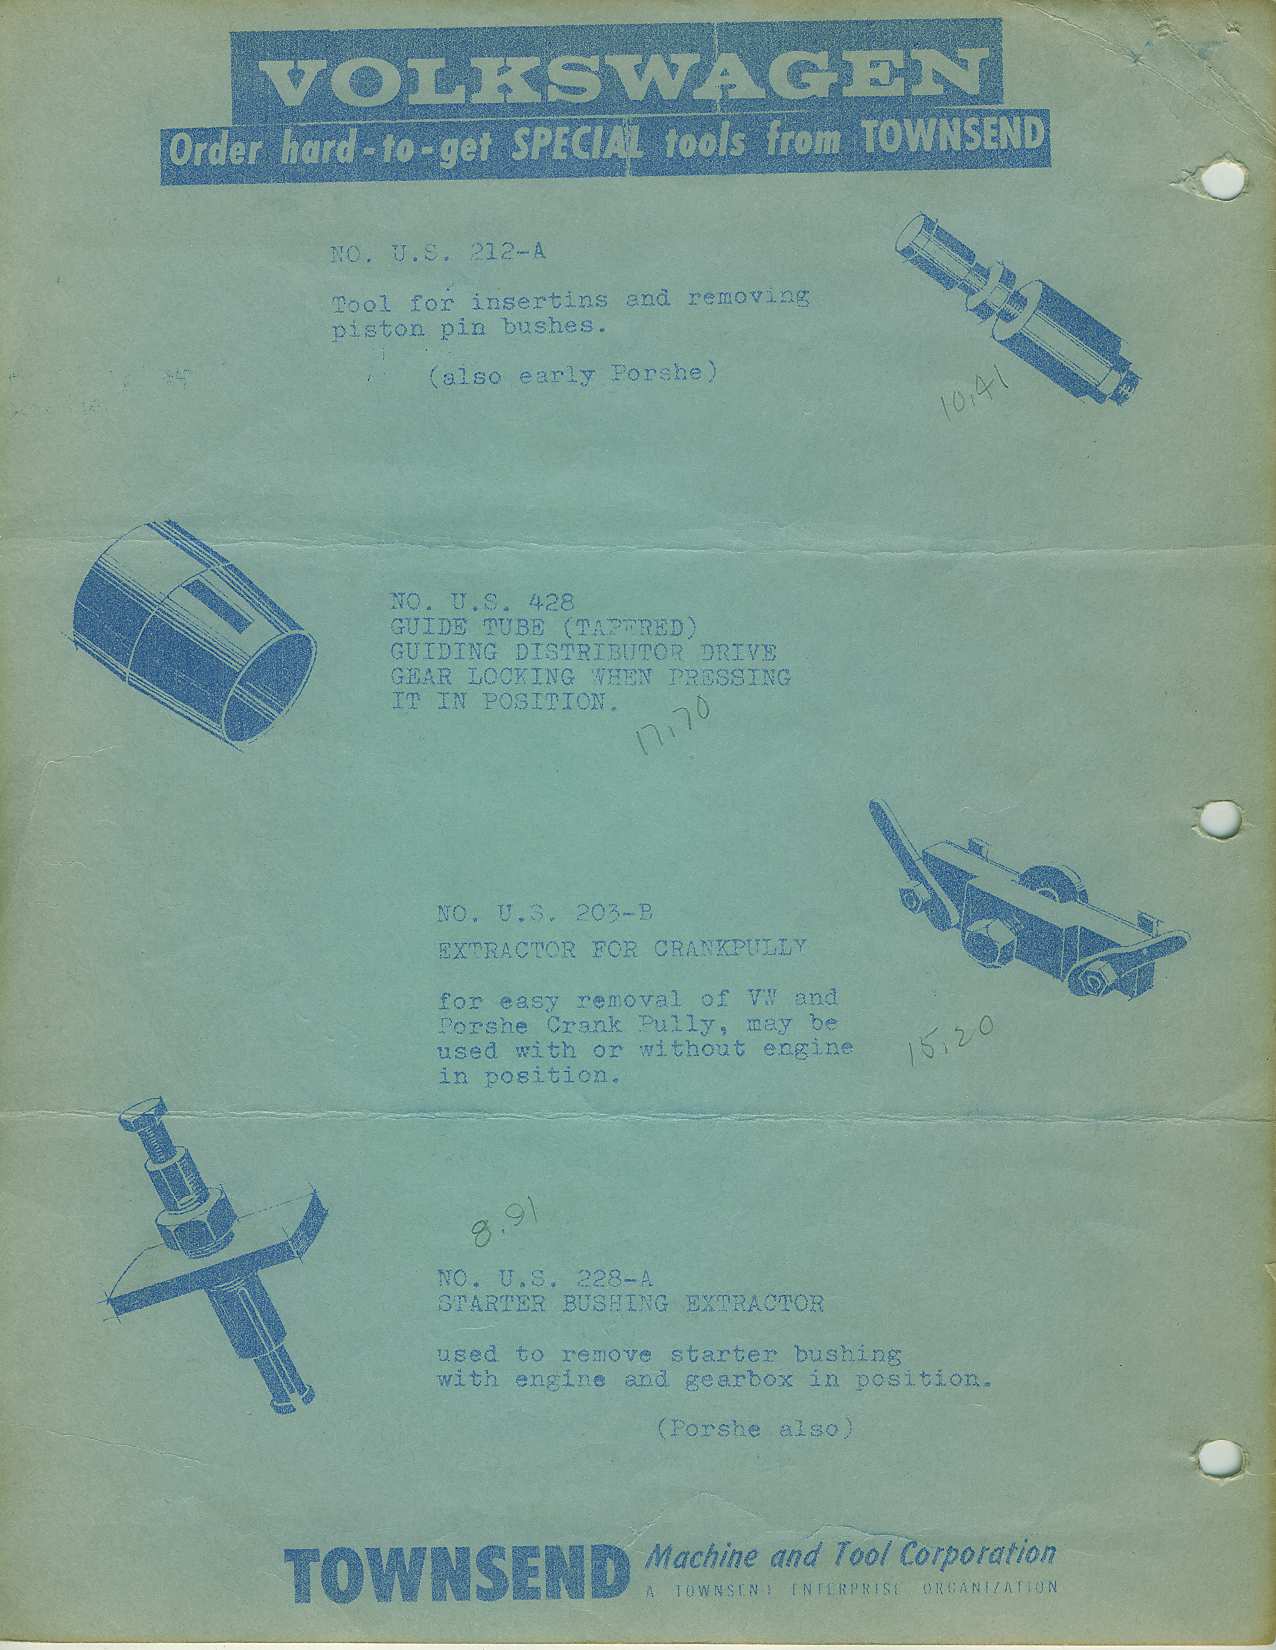 VOLKSWAGEN
Order hard-to-get SPECIAL tools from TOWNSEND
NO. U.S. 212-A
Tool for insertins and removing
piston pin bushes.
(also early Porshe)
10.41
NO. U.S. 428
GUIDE TUBE (TAPERED)
GUIDING DISTRIBUTOR DRIVE
GEAR LOCKING WHEN PRESSING
IT IN POSITION.
17.70
NO. U.S. 203-B
EXTRACTOR FOR CRANKPULLY
for easy removal of VW and
Porshe Crank Pully, may be
used with or without engine
in position.
15.20
8.91
NO. U.S. 228-A
STARTER BUSHING EXTRACTOR
used to remove starter bushing
with engine and gearbox in position.
(Porshe also)
TOWNSEND Machine and Tool Corporation
A TOWNSEND ENTERPRISE ORGANIZATION